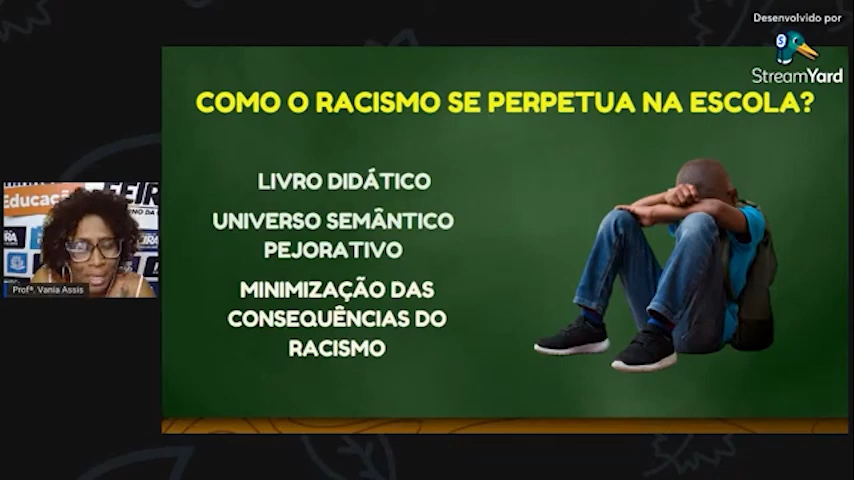 Desenvolvido por
StreamYard
COMO O RACISMO SE PERPETUA NA ESCOLA?
LIVRO DIDÁTICO
UNIVERSO SEMÂNTICO
PEJORATIVO
MINIMIZAÇÃO DAS
CONSEQUÊNCIAS DO
RACISMO
Educação
FEIRA
Profª. Vania Assis